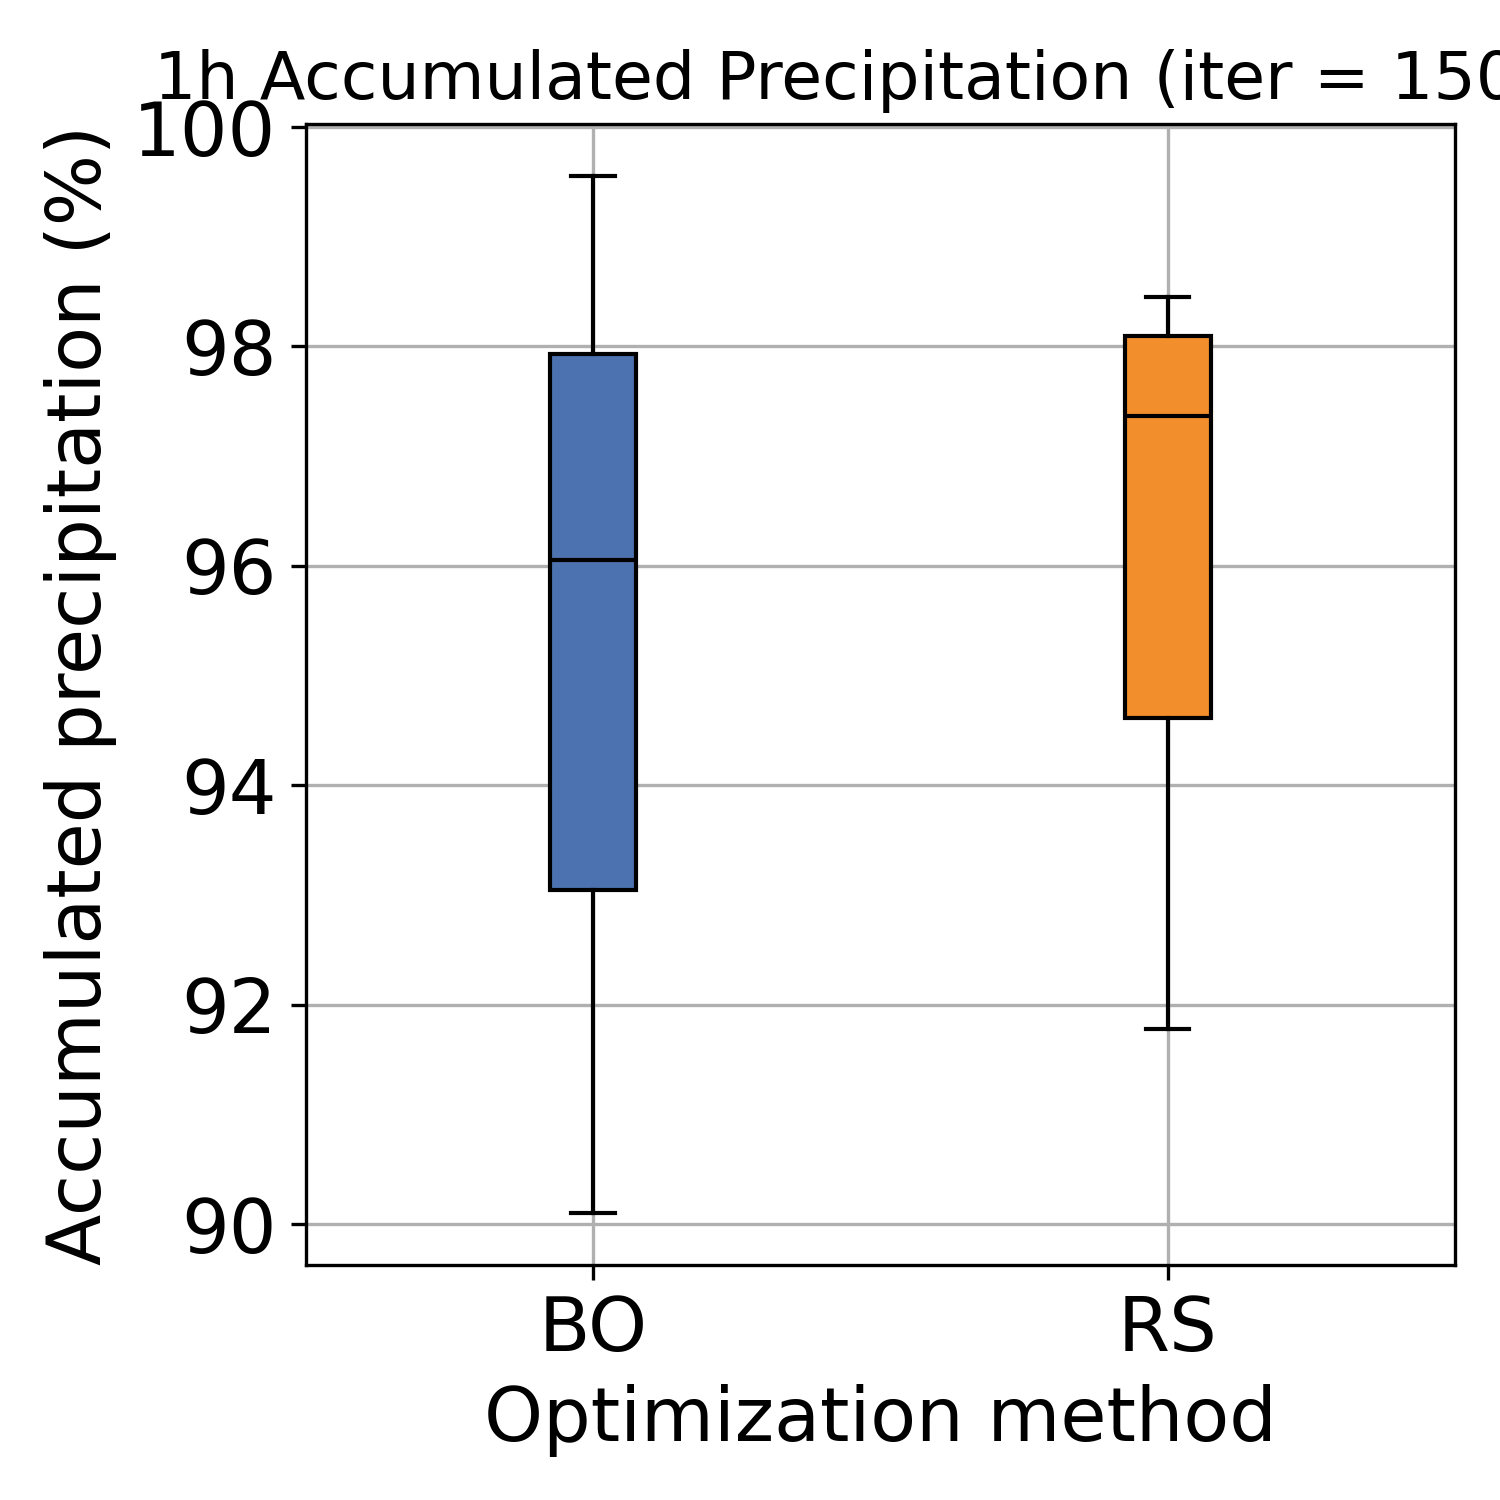 1h Accumulated Precipitation (iter = 150
Accumulated precipitation (%)
100
98
96
94
92
90
BO RS
Optimization method